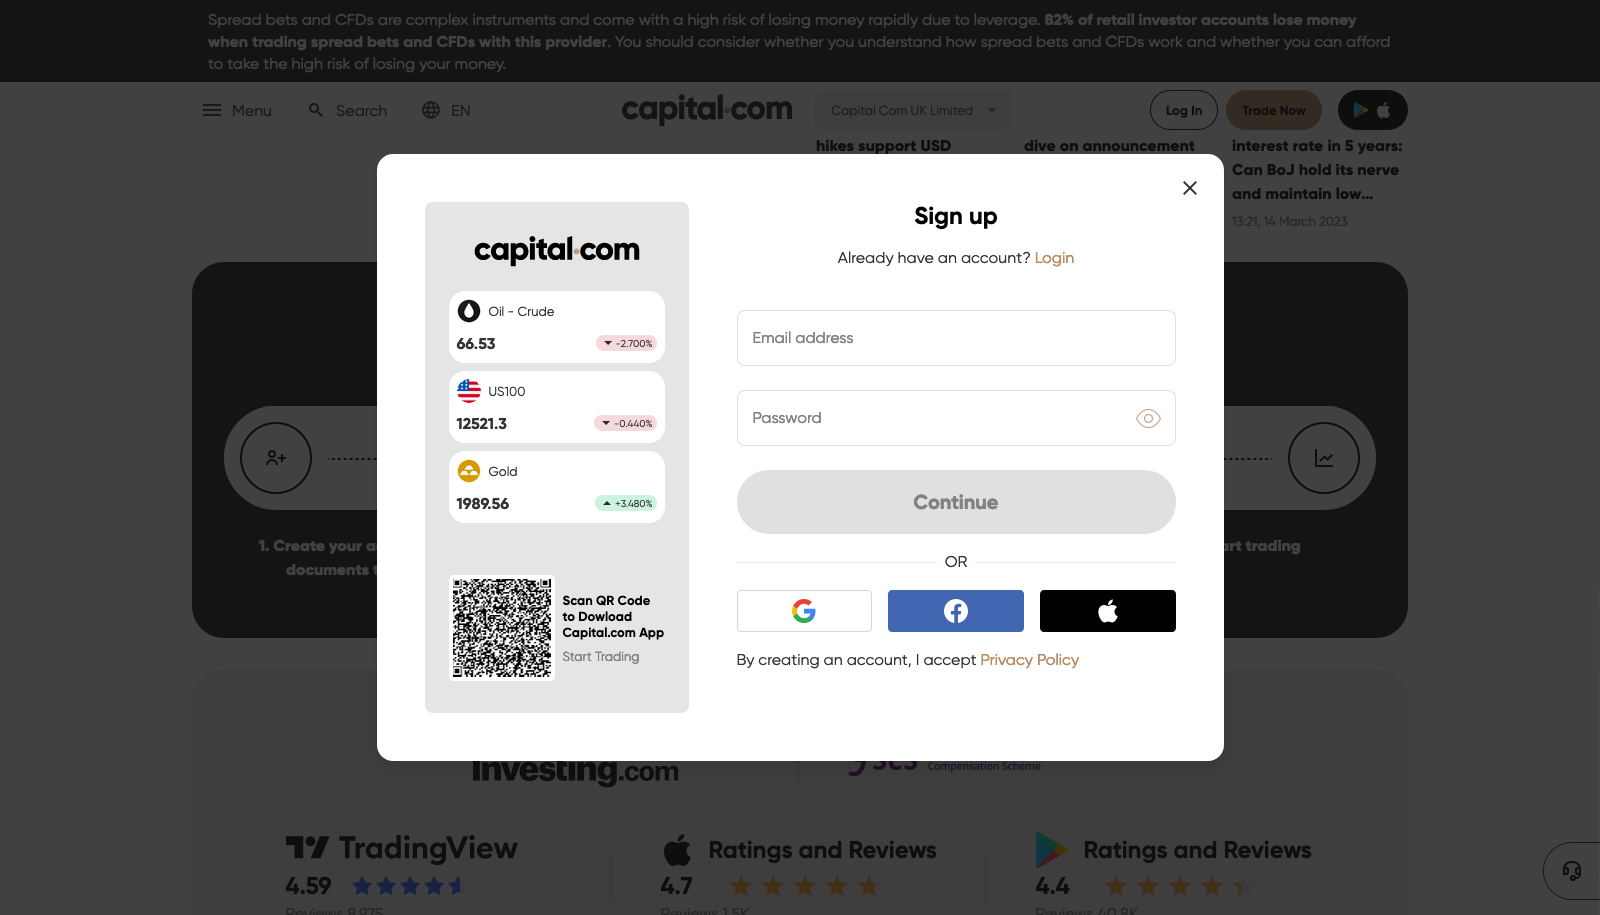 Spread bets and CFDs are complex instruments and come with a high risk of losing money rapidly due to leverage. 82% of retail investor accounts lose money
when trading spread bets and CFDs with this provider. You should consider whether you understand how spread bets and CFDs work and whether you can afford
to take the high risk of losing your money.
Menu
Search
EN
capital.com
Capital Com UK Limited
Log In
Trade Now
hikes support USD
dive on announcement
interest rate in 5 years:
Can BoJ hold its nerve
and maintain low...
13:21, 14 March 2023
capital.com
Oil - Crude
66.53
-2.700%
US100
12521.3
-0.440%
Gold
1989.56
+3.480%
Scan QR Code
to Dowload
Capital.com App
Start Trading
Sign up
Already have an account? Login
Email address
Password
Continue
OR
By creating an account, I accept Privacy Policy
1. Create your a
documents t
art trading
Investing.com
fscs
Compensation Scheme
TradingView
4.59
Reviews 8,975
Ratings and Reviews
4.7
Reviews 1.5K
Ratings and Reviews
4.4
Reviews 40.8K